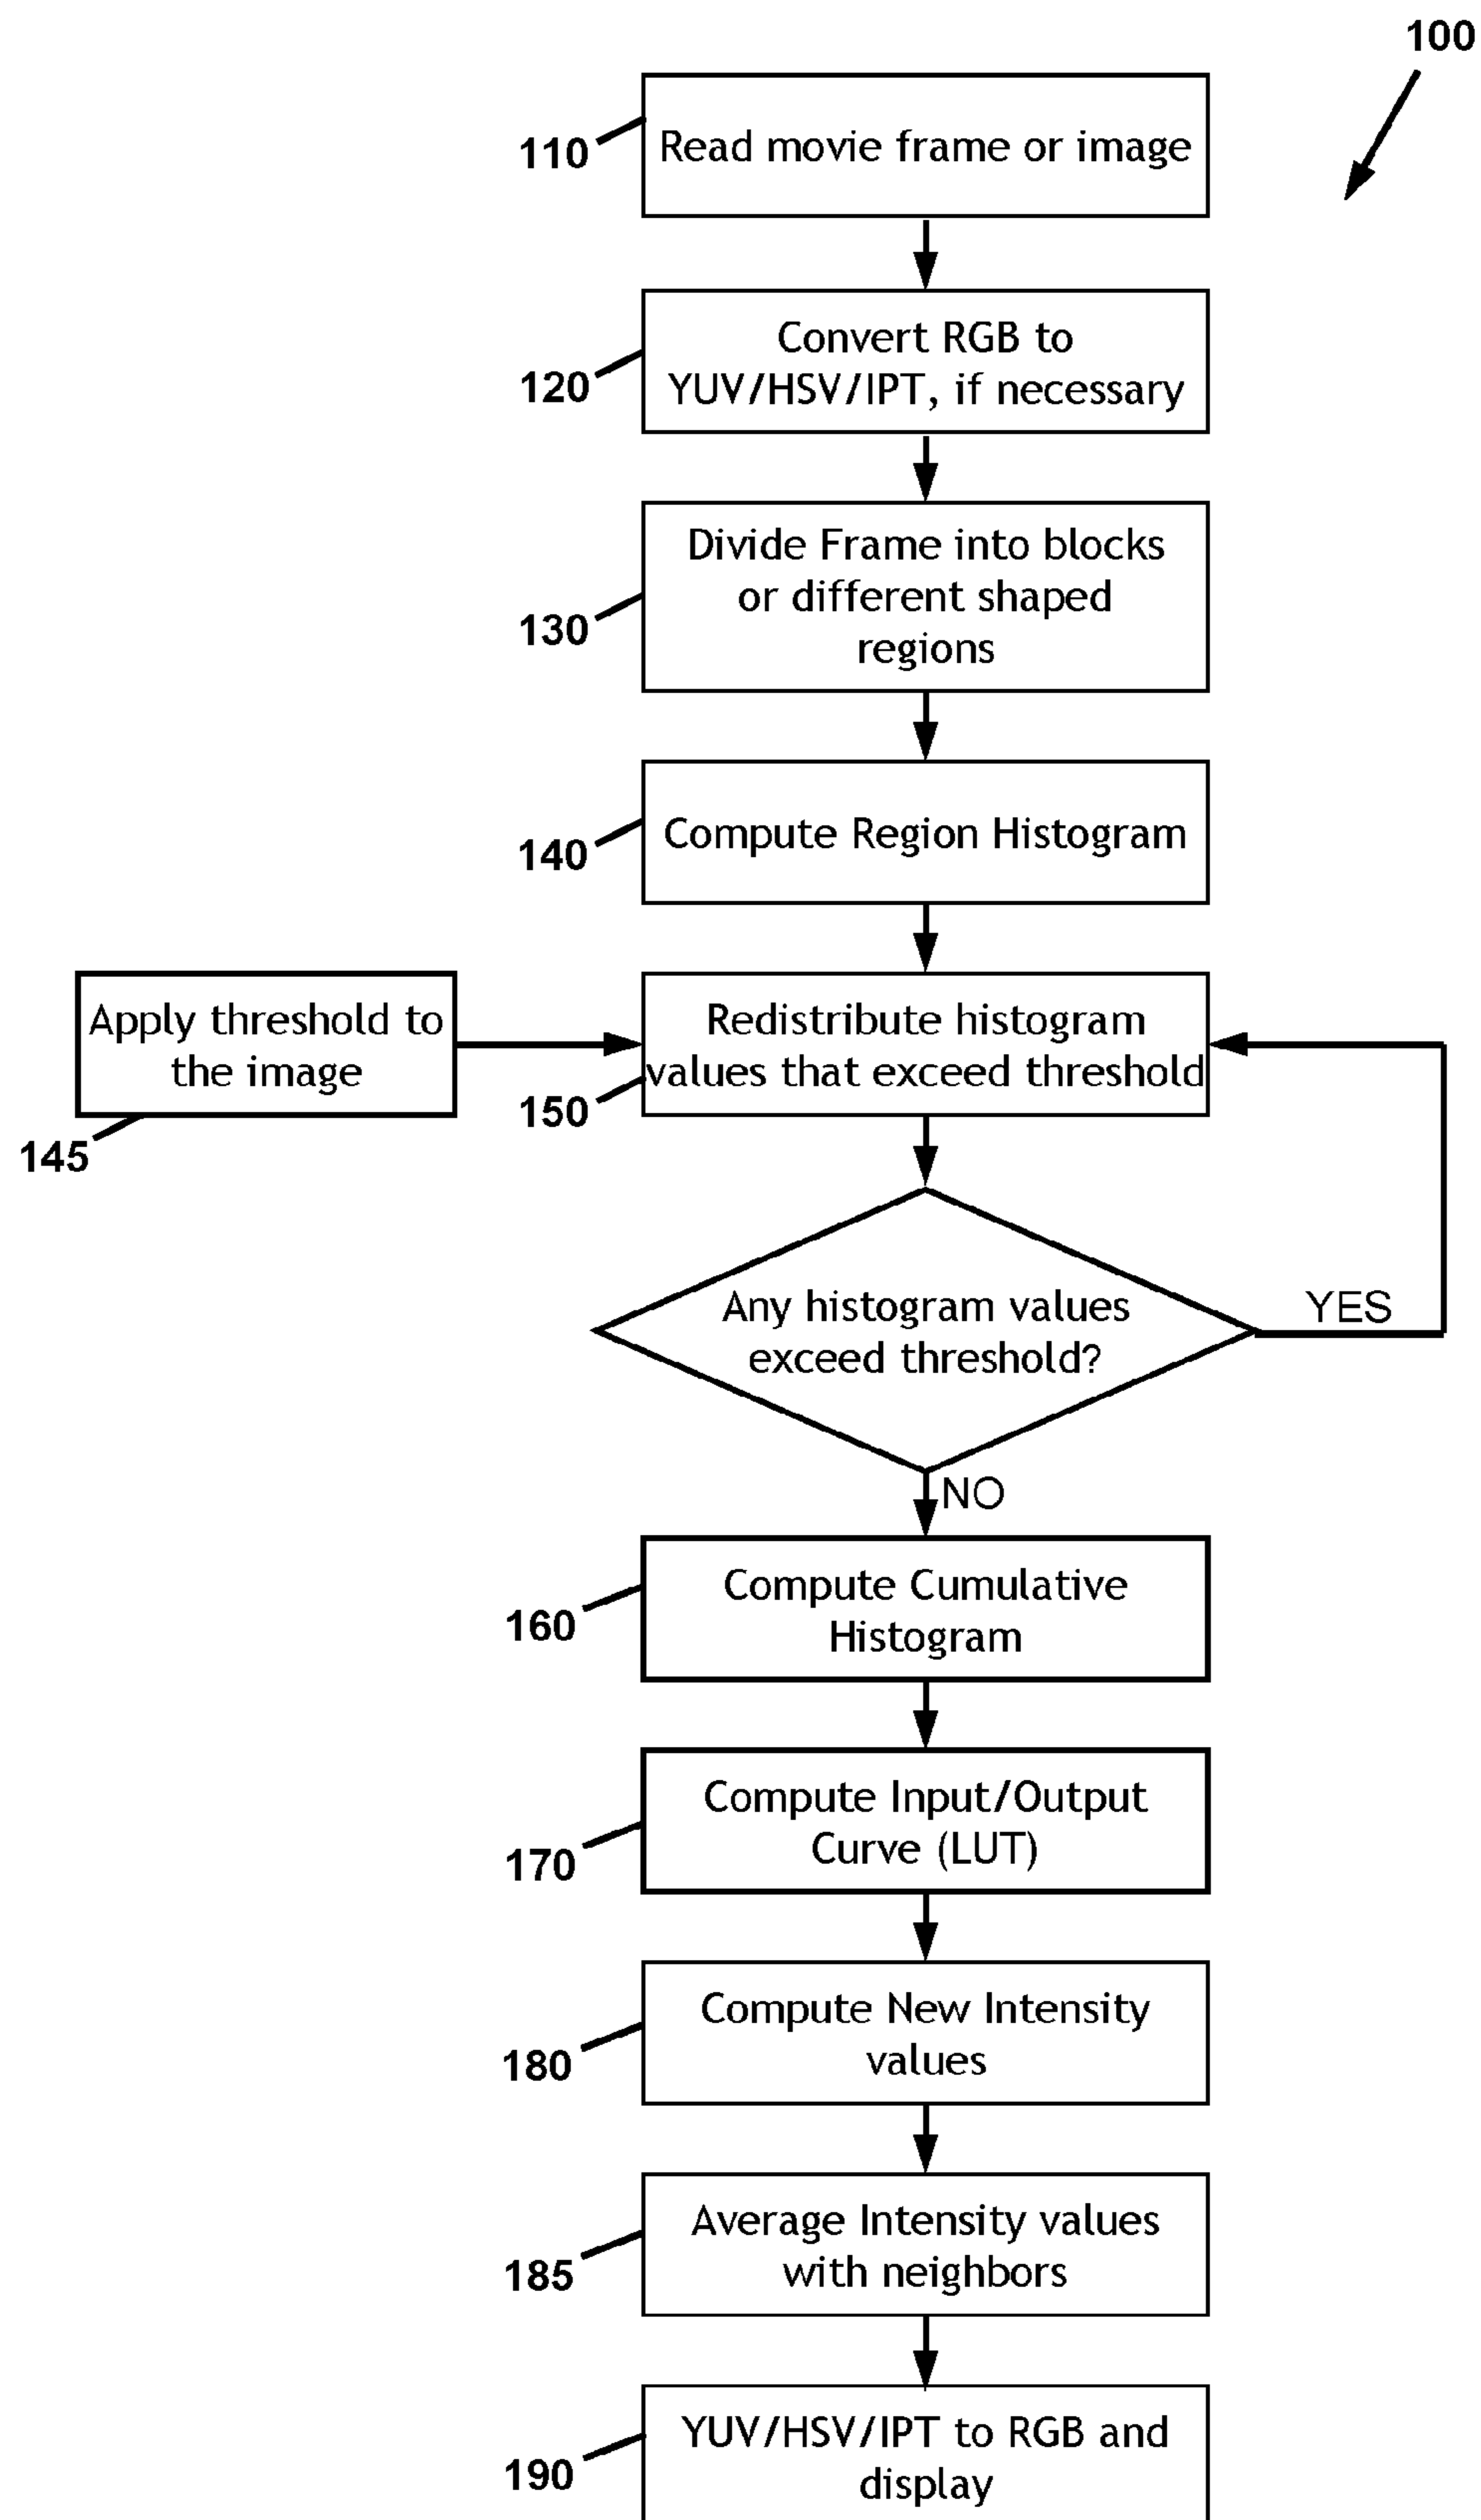 100
110
Read movie frame or image
120
Convert RGB to
YUV/HSV/IPT, if necessary
130
Divide Frame into blocks
or different shaped
regions
140
Compute Region Histogram
Apply threshold to
the image
145
Redistribute histogram
values that exceed threshold
150
Any histogram values
exceed threshold?
YES
NO
160
Compute Cumulative
Histogram
170
Compute Input/Output
Curve (LUT)
180
Compute New Intensity
values
185
Average Intensity values
with neighbors
190
YUV/HSV/IPT to RGB and
display